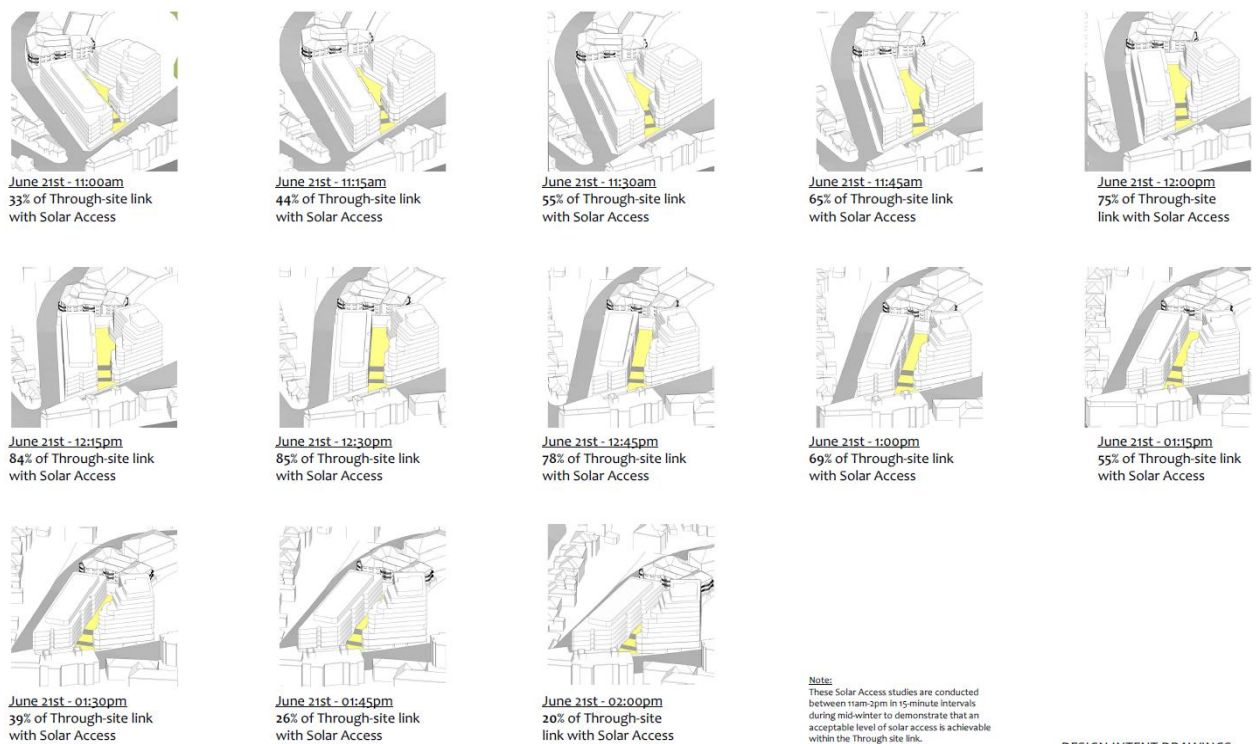 June 21st - 11:00am
33% of Through-site link
with Solar Access
June 21st - 11:15am
44% of Through-site link
with Solar Access
June 21st - 11:30am
55% of Through-site link
with Solar Access
June 21st - 11:45am
65% of Through-site link
with Solar Access
June 21st - 12:00pm
75% of Through-site
link with Solar Access
June 21st - 12:15pm
84% of Through-site link
with Solar Access
June 21st - 12:30pm
85% of Through-site link
with Solar Access
June 21st - 12:45pm
78% of Through-site link
with Solar Access
June 21st - 1:00pm
69% of Through-site link
with Solar Access
June 21st - 01:15pm
55% of Through-site link
with Solar Access
June 21st - 01:30pm
39% of Through-site link
with Solar Access
June 21st - 01:45pm
26% of Through-site link
with Solar Access
June 21st - 02:00pm
20% of Through-site
link with Solar Access
Note:
These Solar Access studies are conducted
between 11am-2pm in 15-minute intervals
during mid-winter to demonstrate that an
acceptable level of solar access is achievable
within the Through site link.
DESIGN INTENT DRAWINGS